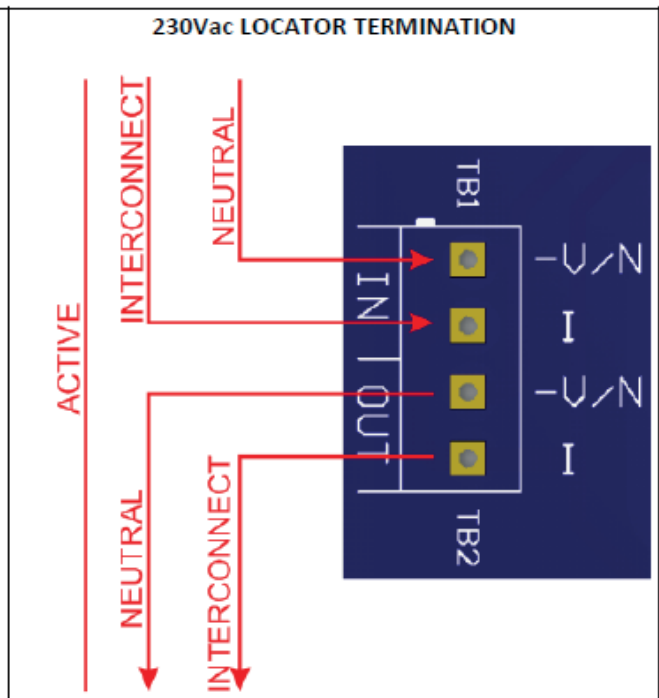 230Vac LOCATOR TERMINATION
ACTIVE
INTERCONNECT
NEUTRAL
NEUTRAL
INTERCONNECT
TB1
IN
OUT
N/V-
I
N/V-
I
TB2